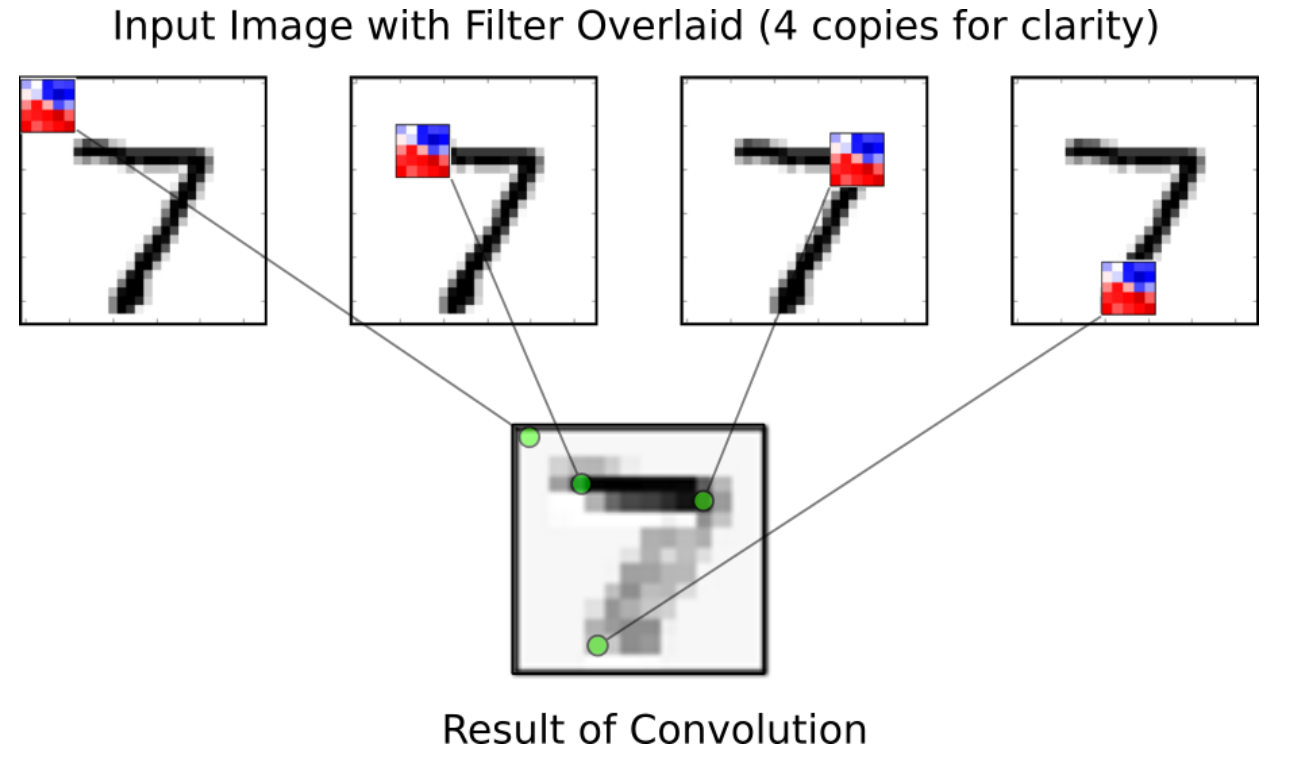 Input Image with Filter Overlaid (4 copies for clarity)
Result of Convolution